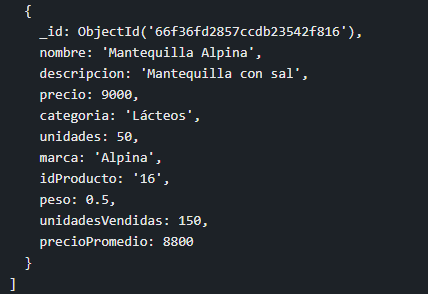 {
_id: ObjectId('66f36fd2857ccdb23542f816'),
nombre: 'Mantequilla Alpina',
descripcion: 'Mantequilla con sal',
precio: 9000,
categoria: 'Lácteos',
unidades: 50,
marca: 'Alpina',
idProducto: '16',
peso: 0.5,
unidadesVendidas: 150,
precioPromedio: 8800
}
]